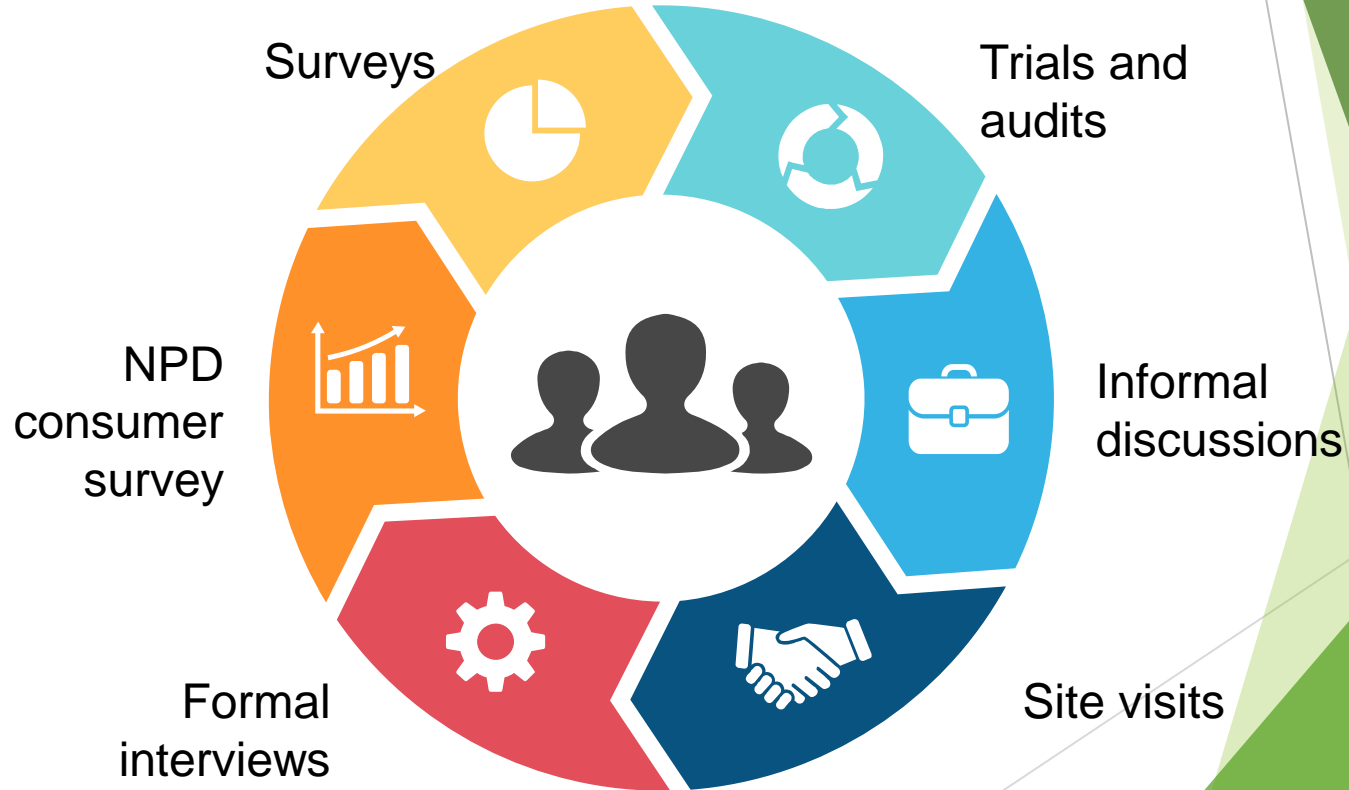 Surveys
Trials and
audits
NPD
consumer
survey
Informal
discussions
Formal
interviews
Site visits